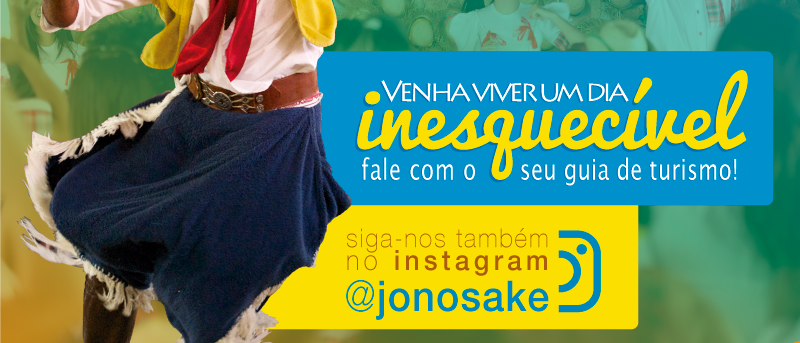 VENHA VIVER UM DIA
inesquecível
fale com o seu guia de turismo!
siga-nos também
no instagram
@jonosake